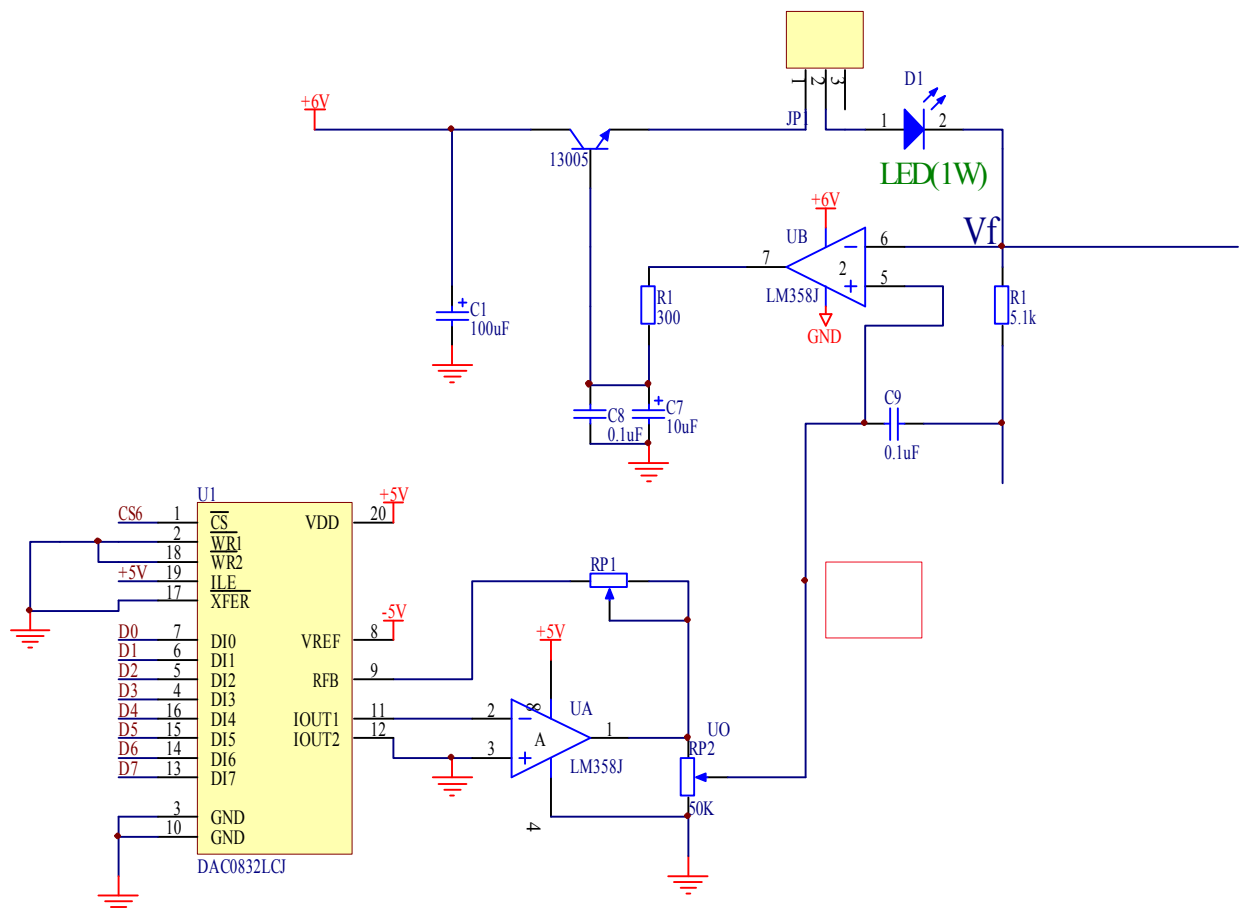 1
2
3
JP1
D1
1
2
LED(1W)
+6V
13005
+6V
UB
7
2
6
5
LM358J
GND
Vf
R1
5.1k
R1
300
C1
100uF
C8
0.1uF
C7
10uF
C9
0.1uF
U1
CS6 1 CS VDD 20 +5V
2 WR1
18 WR2
+5V 19 ILE
17 XFER
D0 7 DI0 VREF 8 -5V
D1 6 DI1
D2 5 DI2 RFB 9
D3 4 DI3
D4 16 DI4 IOUT1 11
D5 15 DI5 IOUT2 12
D6 14 DI6
D7 13 DI7
3 GND
10 GND
DAC0832LCJ
RP1
+5V
8
UA
2
A
1
3
LM358J
4
UO
RP2
50K